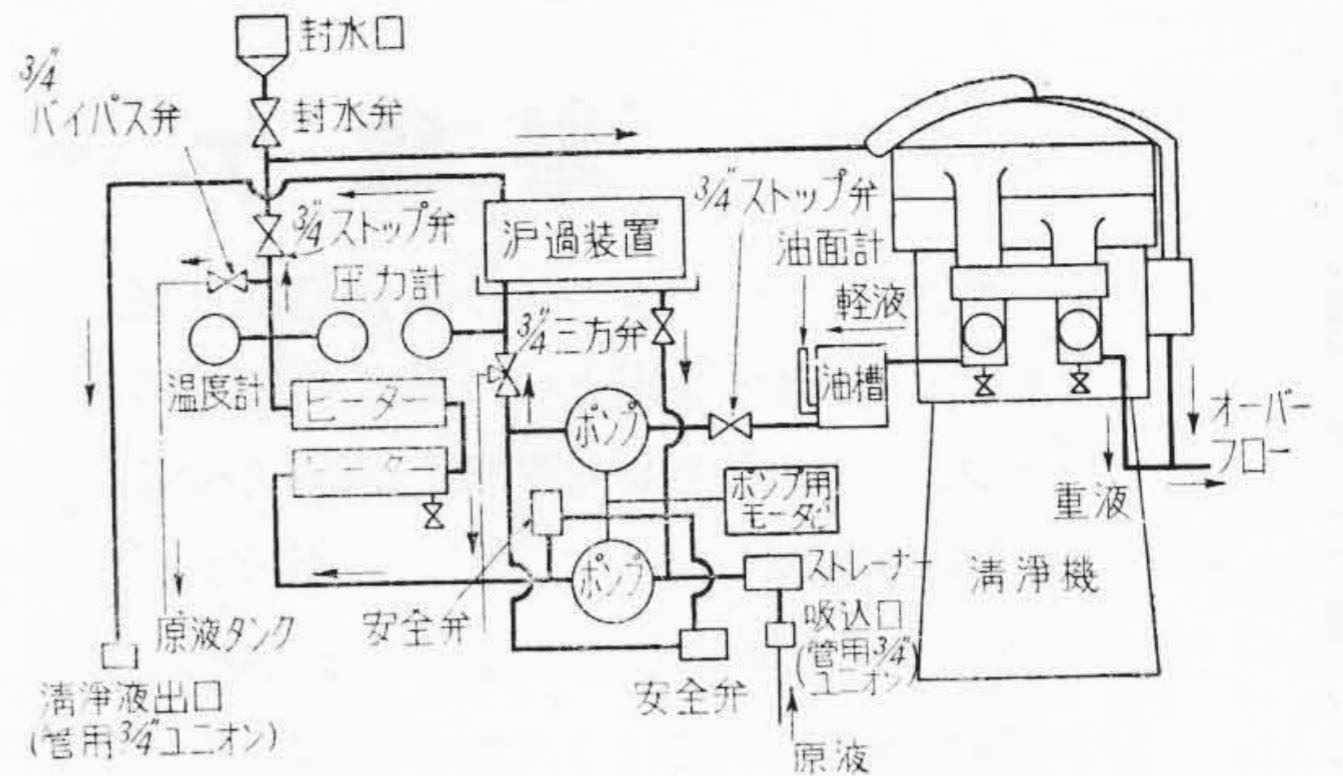 封水口
3/4"
バイパス弁
封水弁
3/4"ストップ弁
3/4"ストップ弁
沪過装置
油面計
圧力計
軽液
3/4"三方弁
温度計
ヒーター
油槽
ポンプ
オーバー
フロー
ヒーター
ポンプ用
モータビ
重液
ポンプ
ストレーナー
清浄機
原液タンク
安全弁
吸込口
(管用3/4"
ユニオン)
清浄液出口
(管用3/4"ユニオン)
安全弁
原液